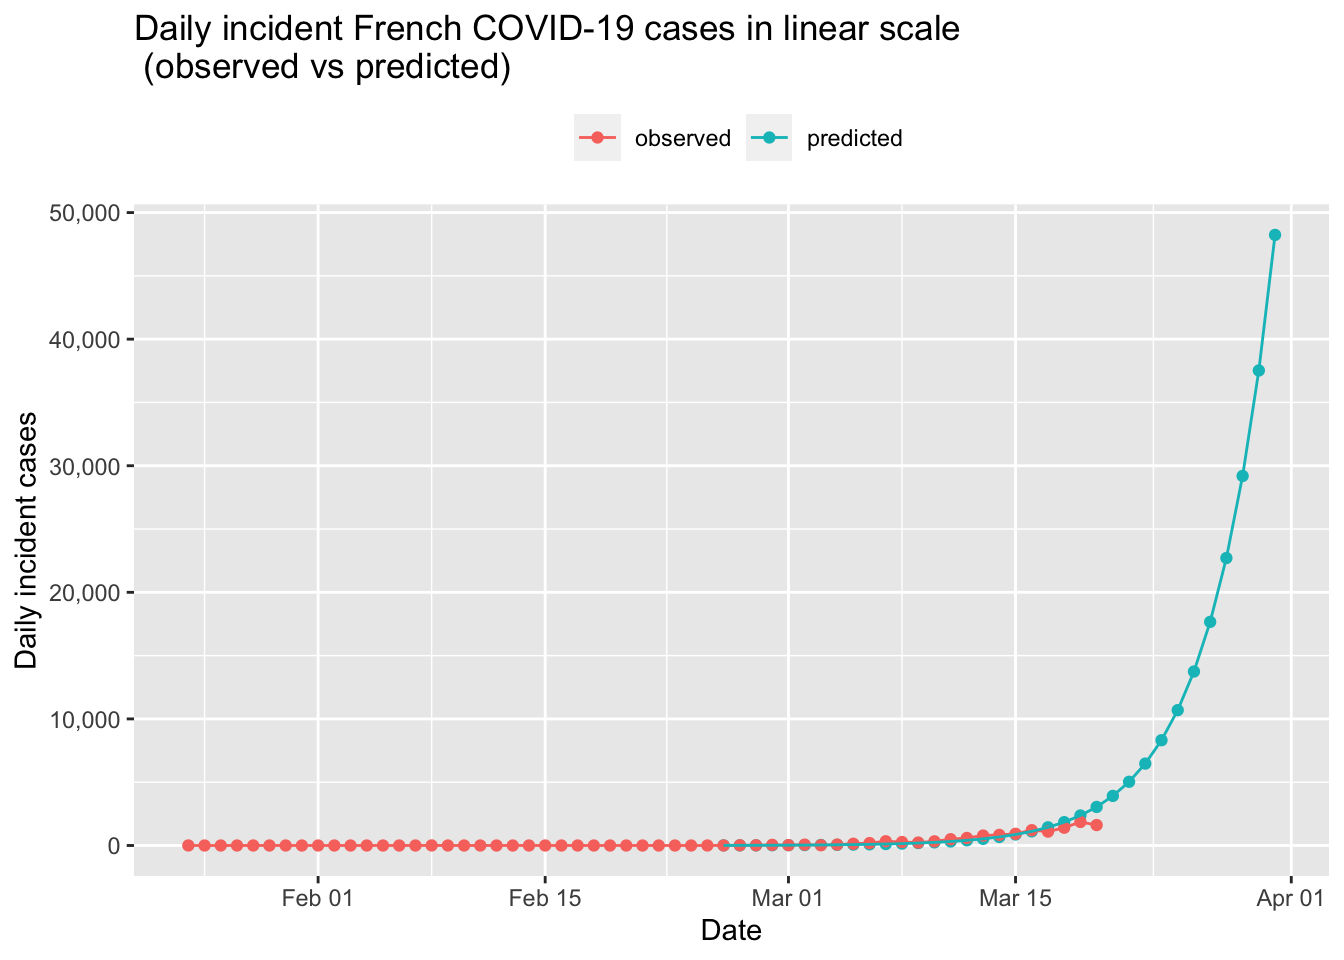 Daily incident French COVID-19 cases in linear scale
(observed vs predicted)
observed predicted
50,000
40,000
30,000
20,000
10,000
0
Daily incident cases
Feb 01 Feb 15 Mar 01 Mar 15 Apr 01
Date